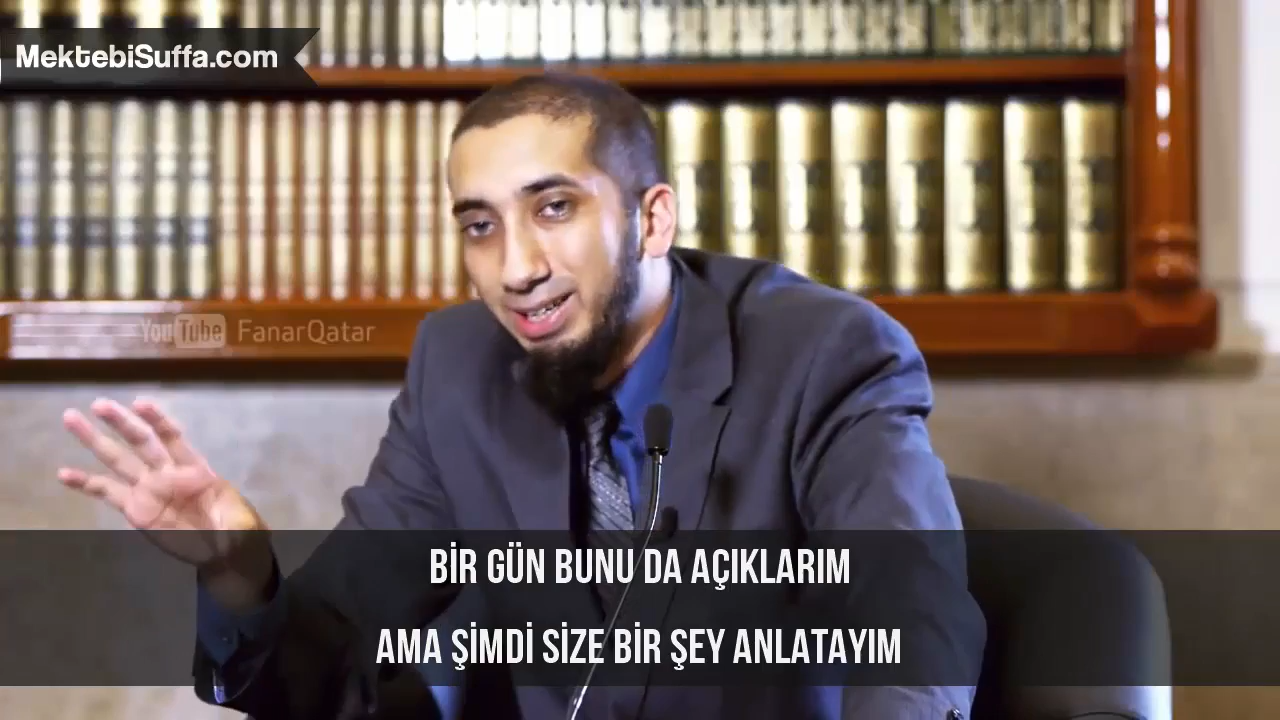 MektebiSuffa.com
YouTube FanarQatar
BİR GÜN BUNU DA AÇIKLARIM
AMA ŞİMDİ SİZE BİR ŞEY ANLATAYIM